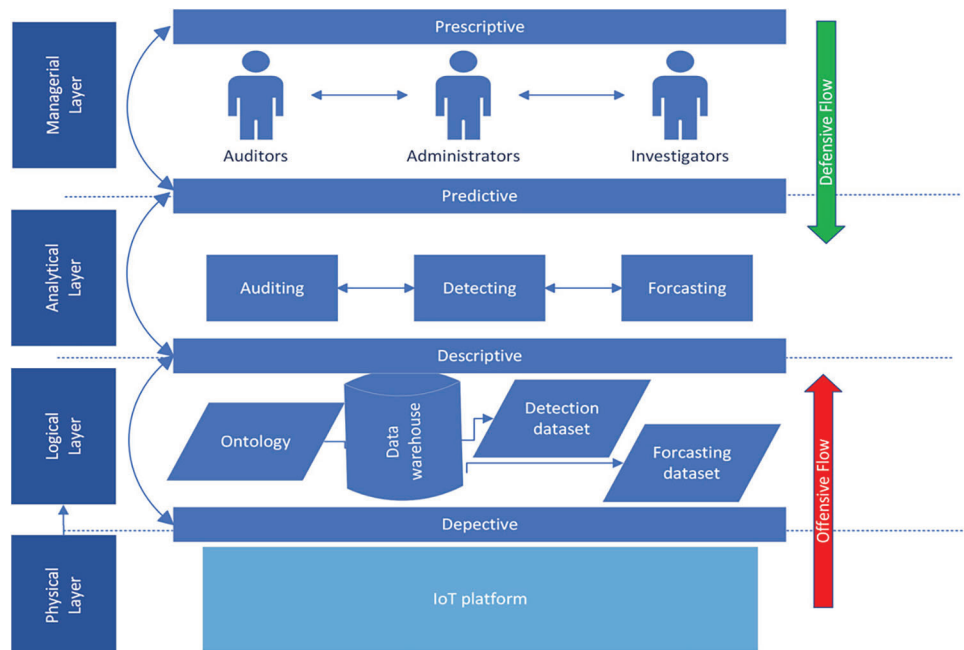 Prescriptive
Managerial
Layer
Auditors
Administrators
Investigators
Defensive Flow
Predictive
Analytical
Layer
Auditing
Detecting
Forcasting
Descriptive
Logical
Layer
Ontology
Data
warehouse
Detection
dataset
Forcasting
dataset
Offensive Flow
Depective
Physical
Layer
IoT platform